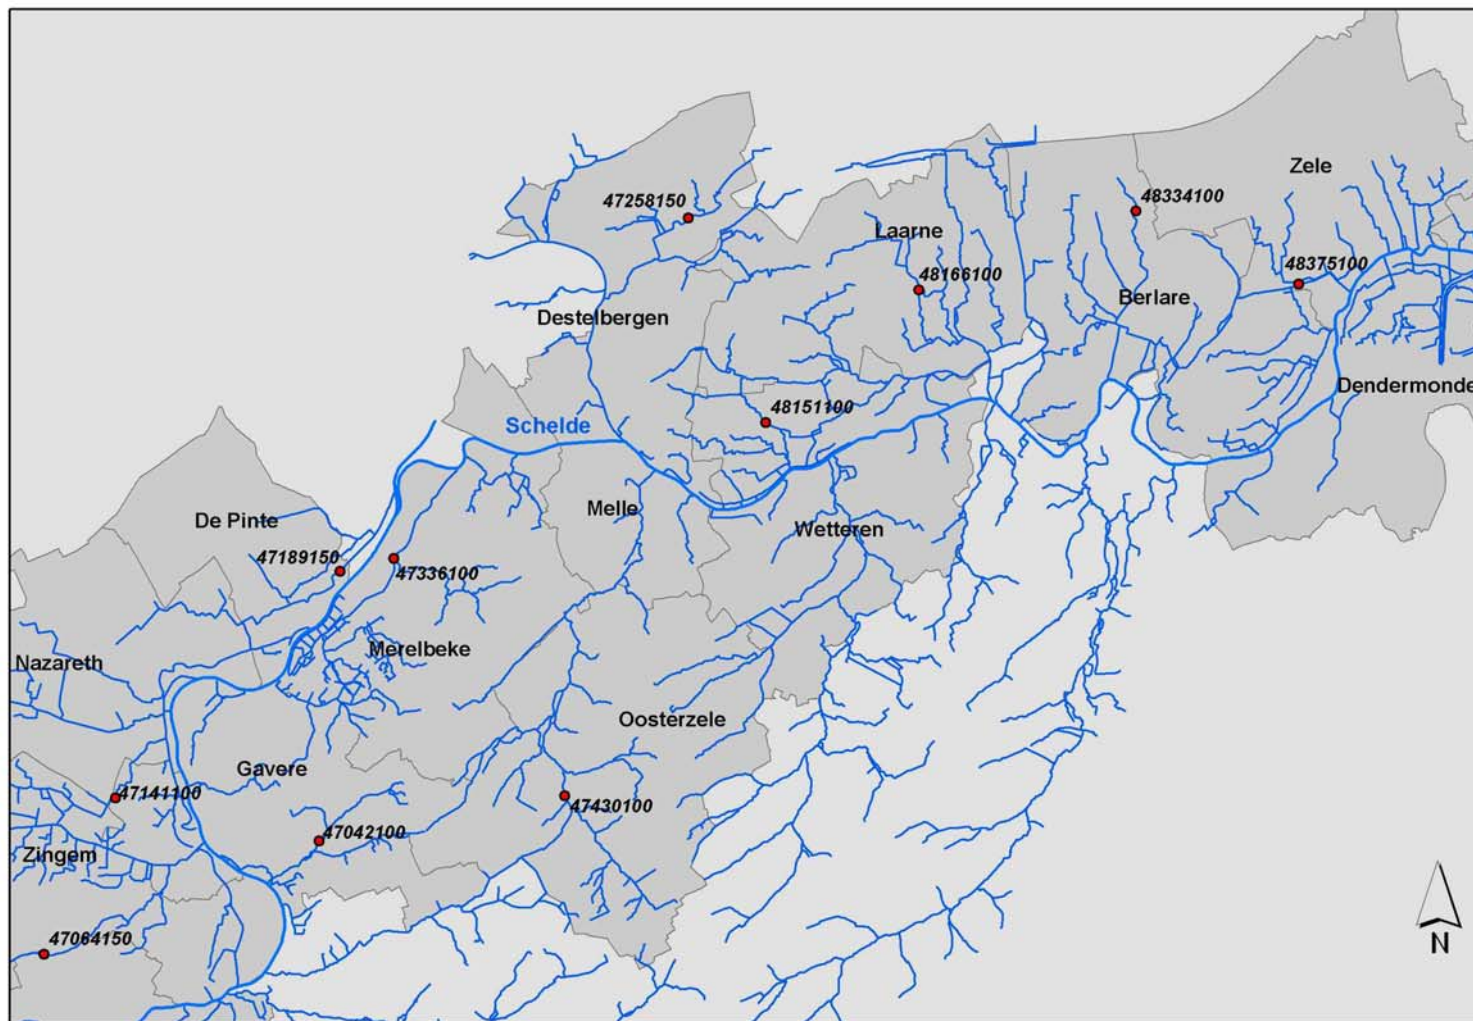 Zele
48334100
47258150
Laarne
48375100
48166100
Berlare
Destelbergen
Dendermonde
48151100
Schelde
Melle
De Pinte
Wetteren
47189150
47336100
Merelbeke
Nazareth
Oosterzele
Gavere
47141100
47430100
47042100
Zingem
47064150
N